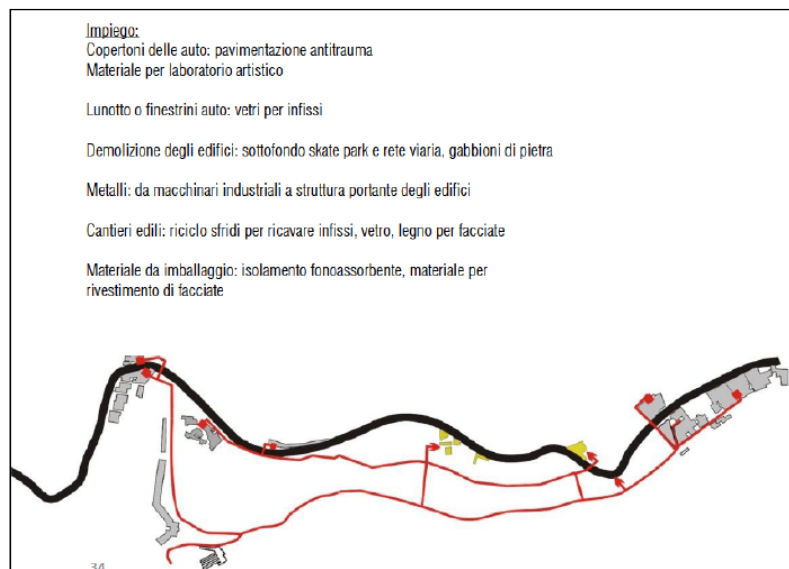 Impiego:
Copertoni delle auto: pavimentazione antitrauma
Materiale per laboratorio artistico
Lunotto o finestrini auto: vetri per infissi
Demolizione degli edifici: sottofondo skate park e rete viaria, gabbioni di pietra
Metalli: da macchinari industriali a struttura portante degli edifici
Cantieri edili: riciclo sfridi per ricavare infissi, vetro, legno per facciate
Materiale da imballaggio: isolamento fonoassorbente, materiale per
rivestimento di facciate
34